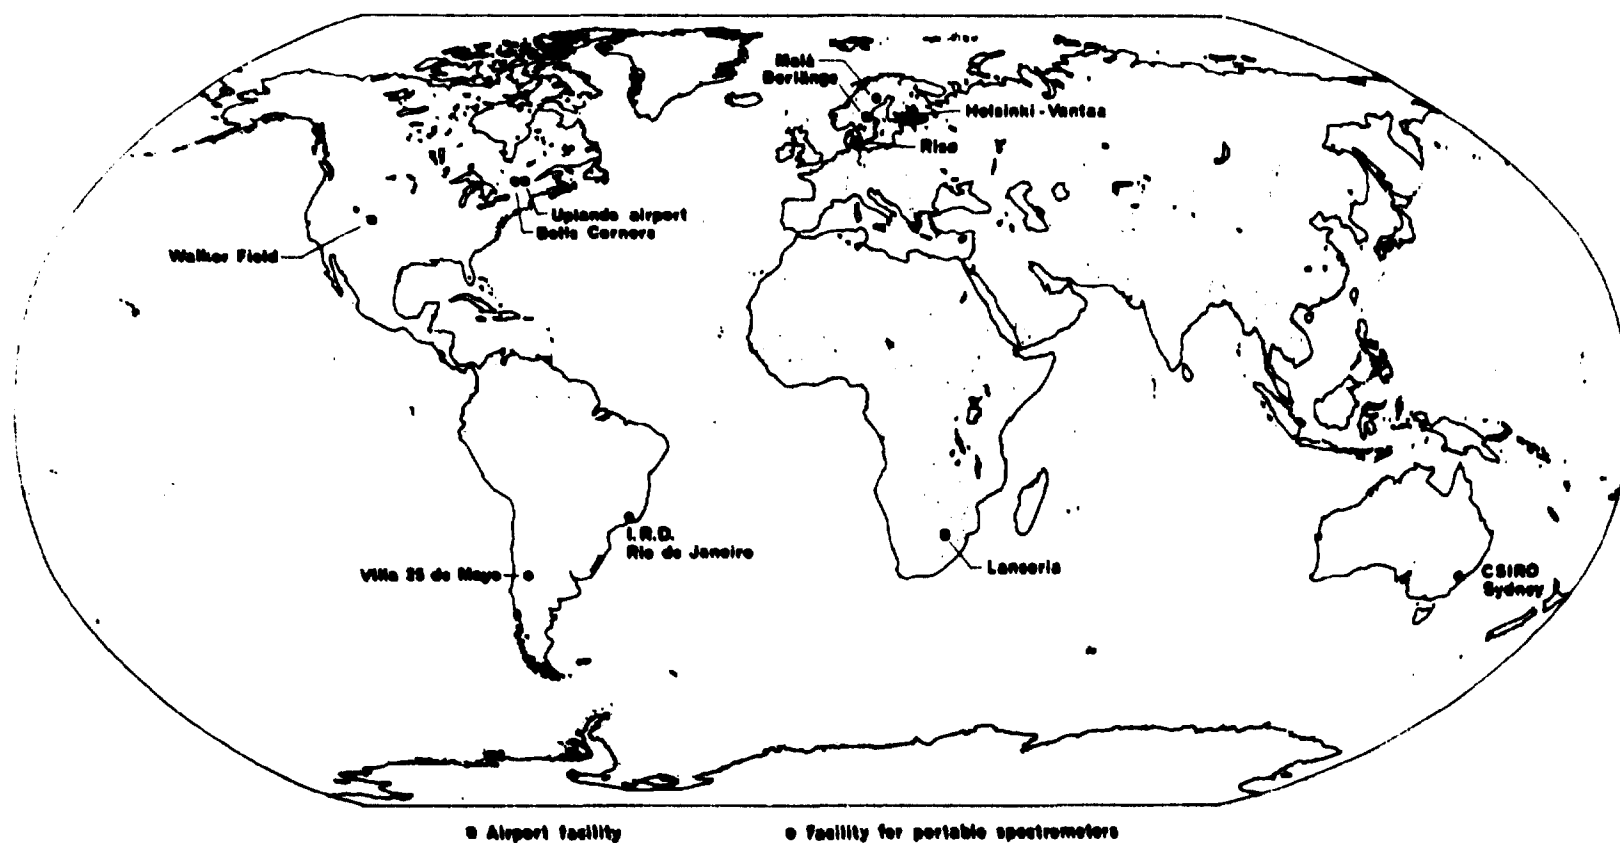 Malå
Borlänge
Helsinki-Vantaa
Risø
Uplands airport
Bells Corners
Walker Field
I.R.D.
Rio de Janeiro
Villa 25 de Mayo
Lanseria
CSIRO
Sydney
Airport facility
Facility for portable spectrometers